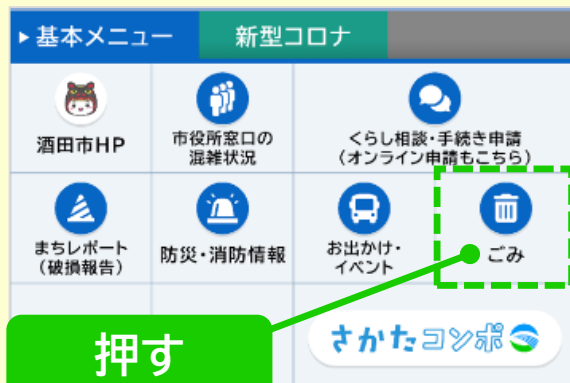 ▶基本メニュー
新型コロナ
酒田市HP
市役所窓口の
混雑状況
くらし相談・手続き申請
（オンライン申請もこちら）
まちレポート
（破損報告）
防災・消防情報
お出かけ・
イベント
ごみ
押す
さかたコンポ